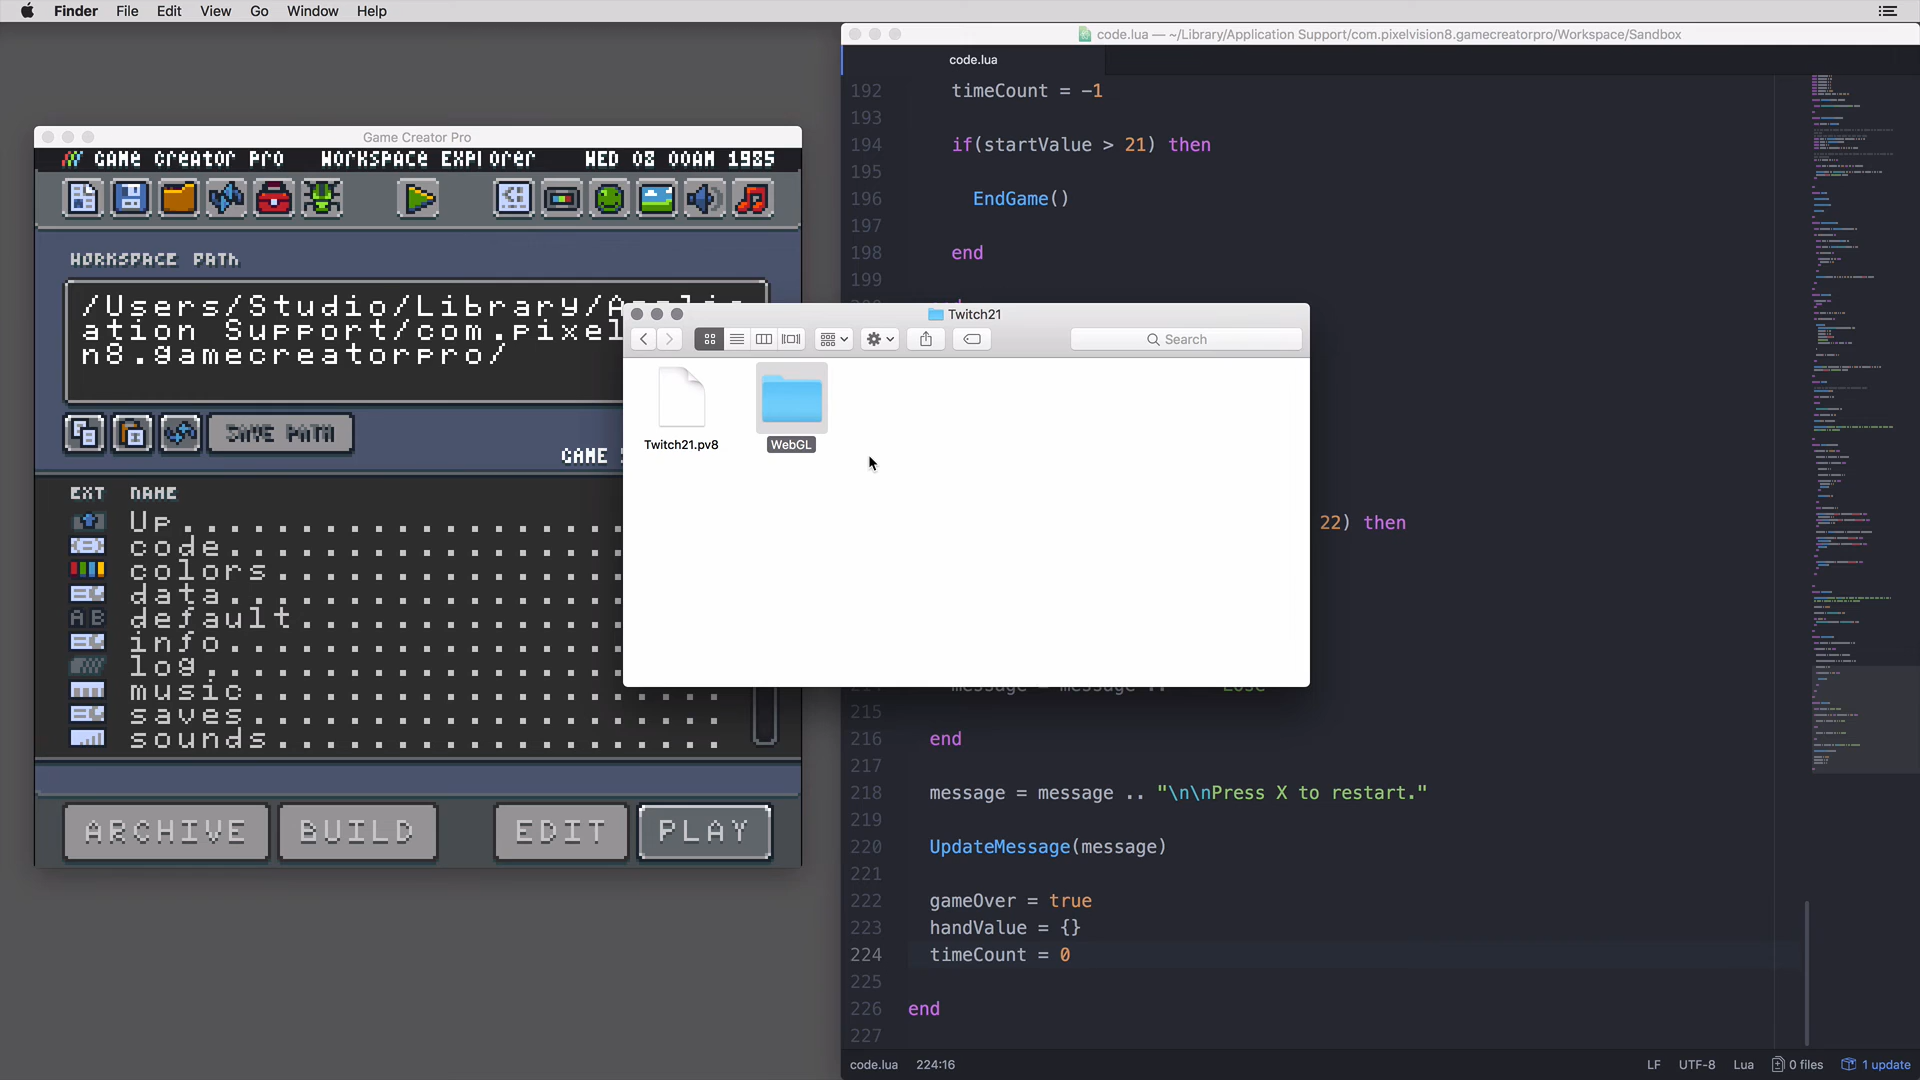 Finder File Edit View Go Window Help
code.lua — ~/Library/Application Support/com.pixelvision8.gamecreatorpro/Workspace/Sandbox
code.lua
Game Creator Pro
GAME CREATOR PRO WORKSPACE EXPLORER WED 08 00AM 1985
WORKSPACE PATH
/Users/Studio/Library/Applic
ation Support/com.pixel
n8.gamecreatorpro/
SAVE PATH
GAME
EXT NAME
Up
code
colors
data
AB default
info
log
music
saves
sounds
ARCHIVE BUILD EDIT PLAY
Twitch21
Search
Twitch21.pv8
WebGL
192 timeCount = -1
193
194 if(startValue > 21) then
195
196 EndGame()
197
198 end
199
22) then
message = message ..
215
216 end
217
218 message = message .. "\n\nPress X to restart."
219
220 UpdateMessage(message)
221
222 gameOver = true
223 handValue = {}
224 timeCount = 0
225
226 end
227
code.lua 224:16
LF UTF-8 Lua 0 files 1 update